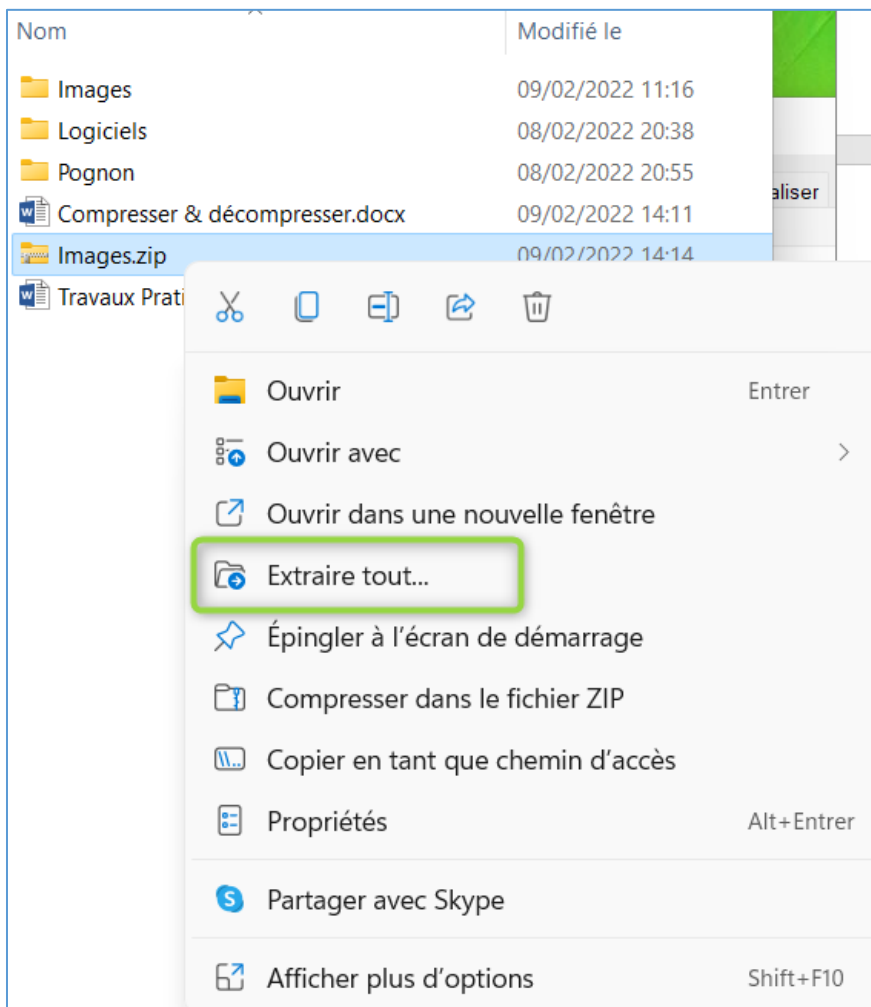 Nom Modifié le
Images 09/02/2022 11:16
Logiciels 08/02/2022 20:38
Pognon 08/02/2022 20:55
aliser
Compresser & décompresser.docx 09/02/2022 14:11
Images.zip 09/02/2022 14:14
Travaux Prati
Ouvrir Entrer
Ouvrir avec
Ouvrir dans une nouvelle fenêtre
Extraire tout...
Épingler à l’écran de démarrage
Compresser dans le fichier ZIP
Copier en tant que chemin d’accès
Propriétés Alt+Entrer
Partager avec Skype
Afficher plus d’options Shift+F10